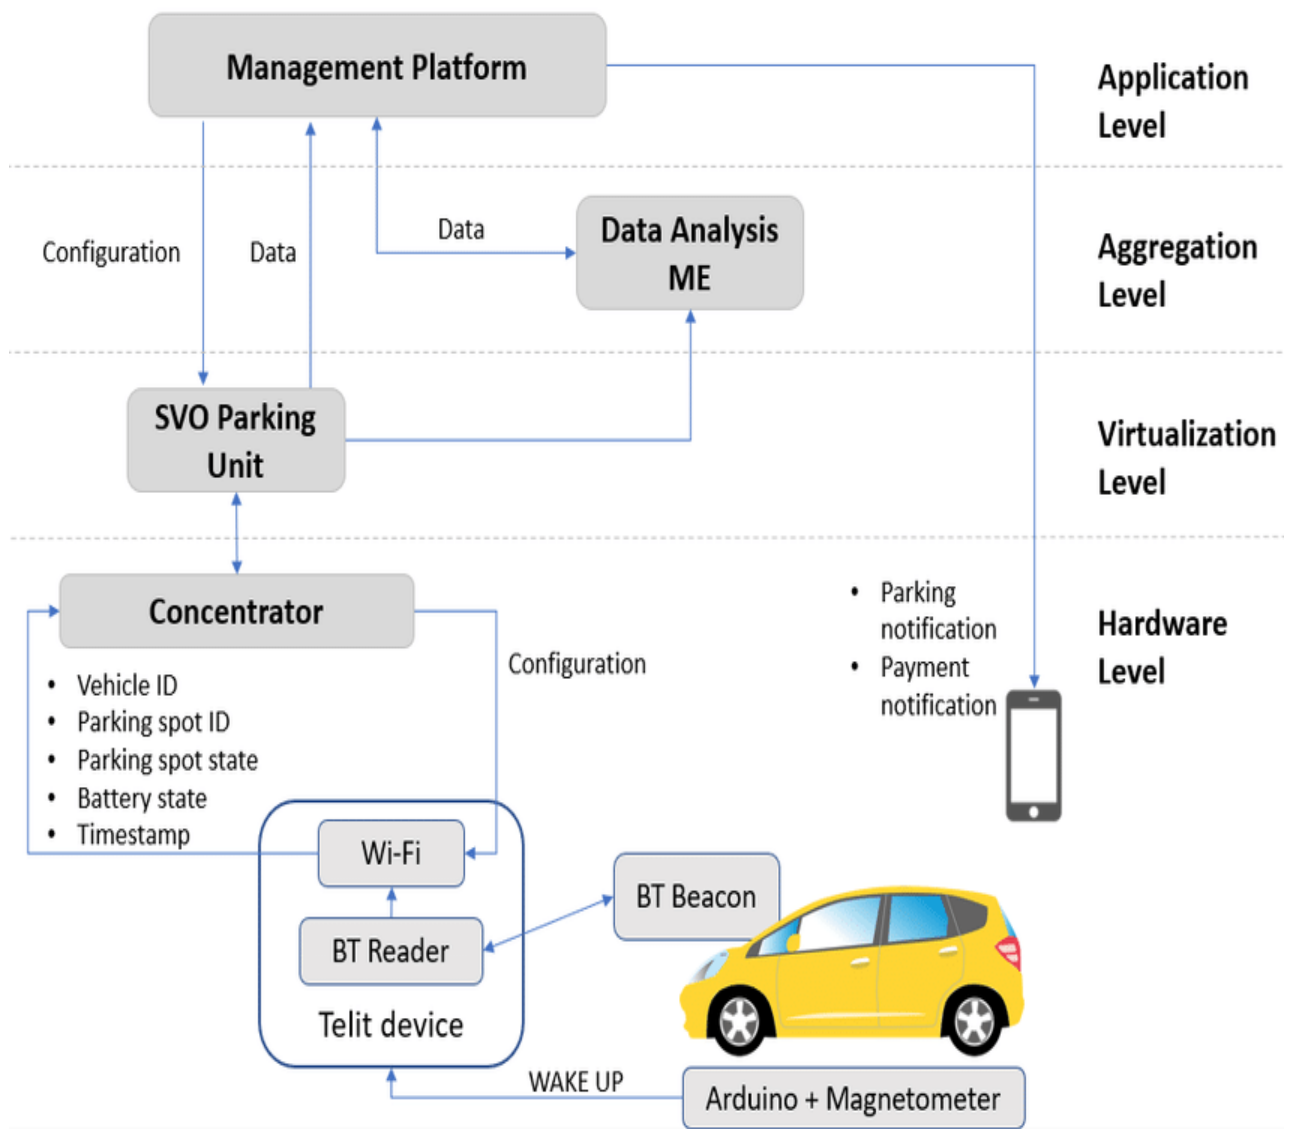 Management Platform
Application
Level
Configuration
Data
Data
Data Analysis
ME
Aggregation
Level
SVO Parking
Unit
Virtualization
Level
Concentrator
• Vehicle ID
• Parking spot ID
• Parking spot state
• Battery state
• Timestamp
Configuration
• Parking
notification
• Payment
notification
Hardware
Level
Wi-Fi
BT Reader
Telit device
BT Beacon
WAKE UP
Arduino + Magnetometer